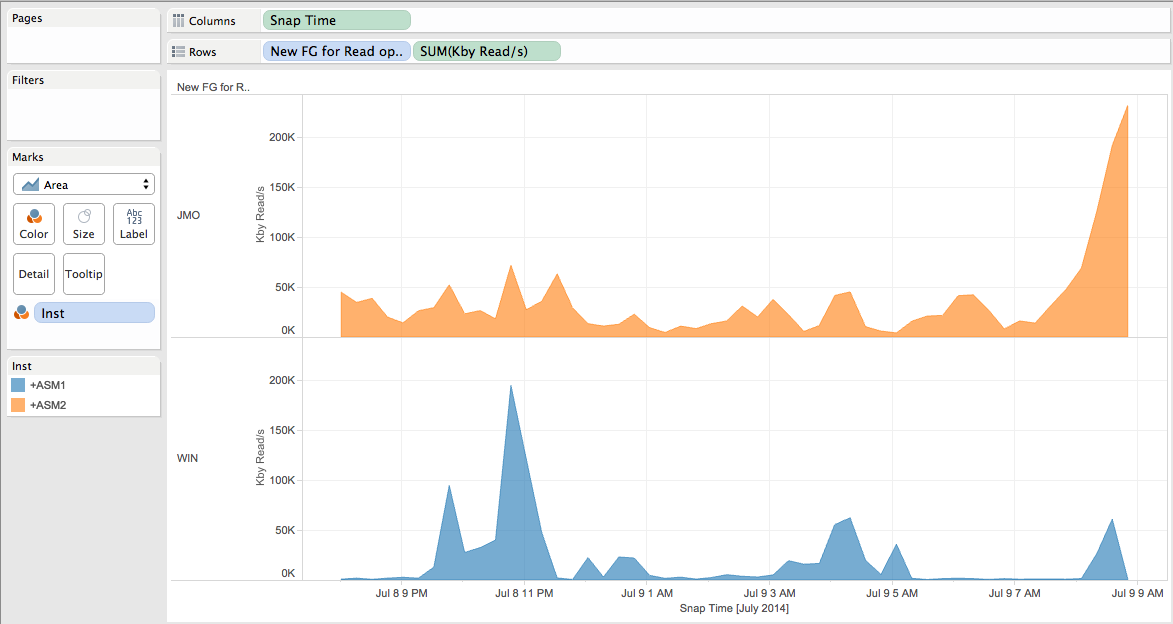 Pages
Columns
Snap Time
Rows
New FG for Read op..
SUM(Kby Read/s)
Filters
Marks
Area
Color
Size
Abc
123
Label
Detail
Tooltip
Inst
Inst
+ASM1
+ASM2
New FG for R..
JMO
Kby Read/s
200K
150K
100K
50K
0K
WIN
Kby Read/s
200K
150K
100K
50K
0K
Jul 8 9 PM
Jul 8 11 PM
Jul 9 1 AM
Jul 9 3 AM
Jul 9 5 AM
Jul 9 7 AM
Jul 9 9 AM
Snap Time [July 2014]